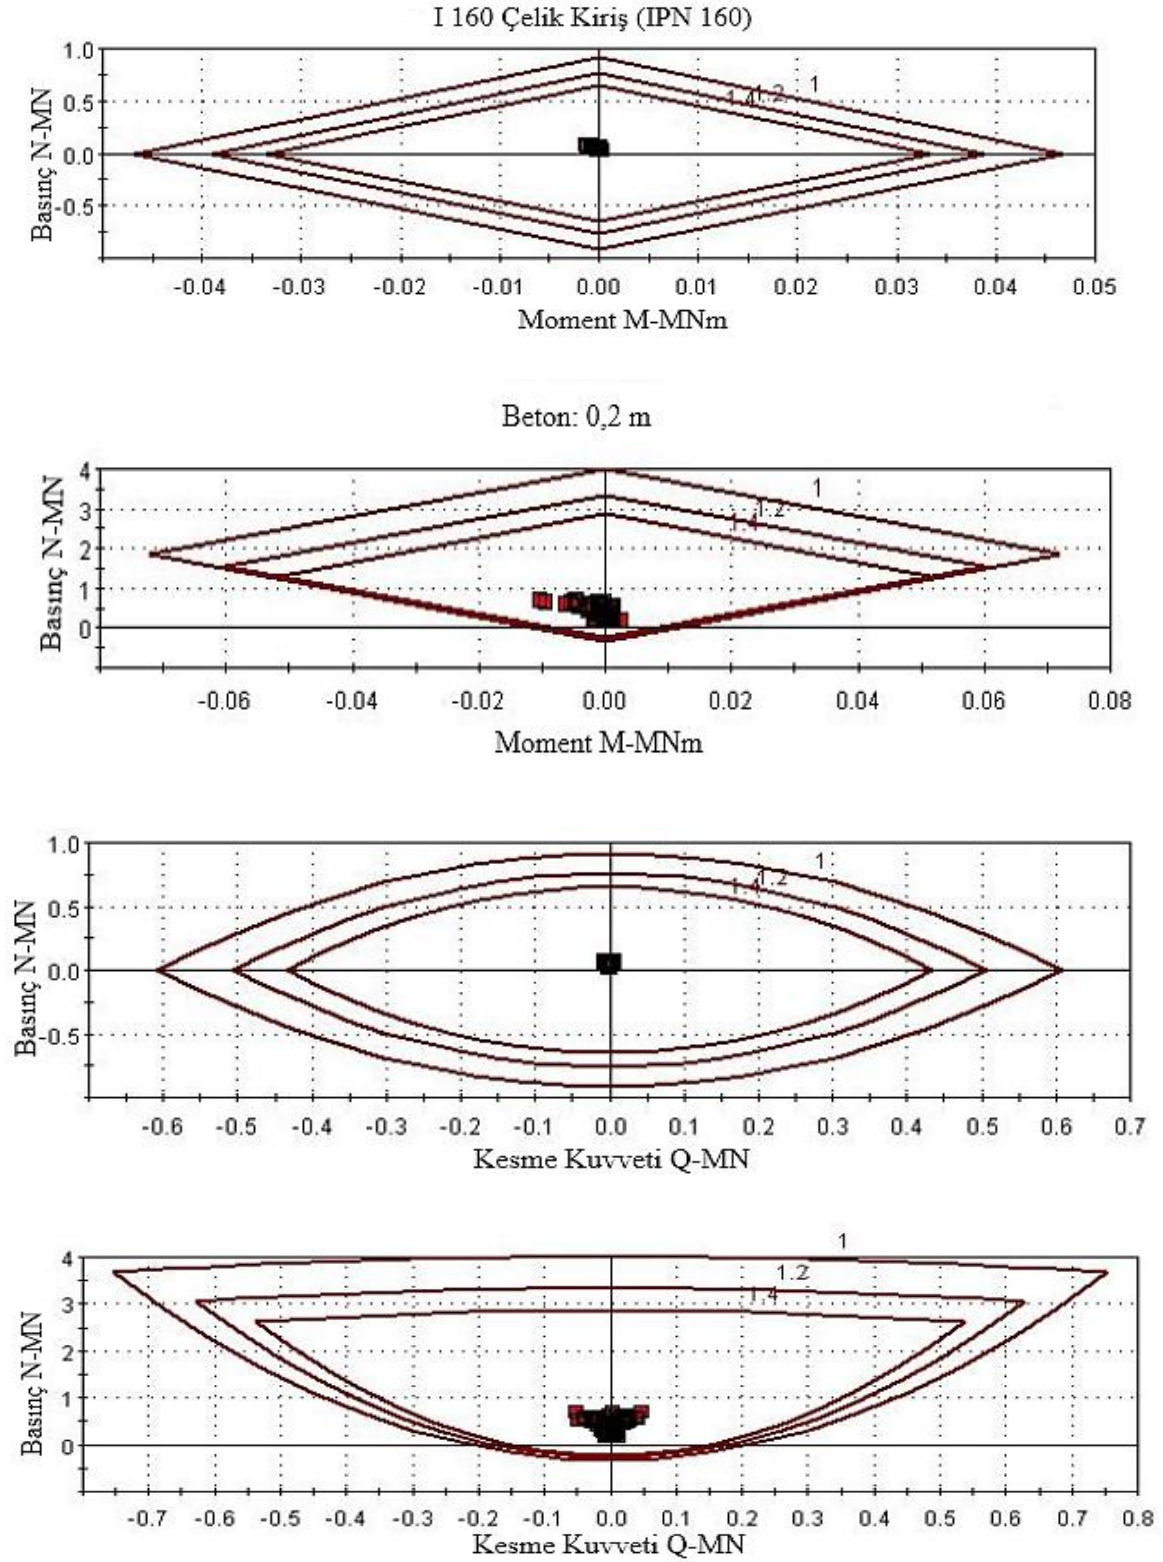 I 160 Çelik Kiriş (IPN 160)
1.0
0.5
0.0
-0.5
Basınç N-MN
1
1.2
1.4
-0.04 -0.03 -0.02 -0.01 0.00 0.01 0.02 0.03 0.04 0.05
Moment M-MNm
Beton: 0,2 m
4
3
2
1
0
Basınç N-MN
1
1.2
1.4
-0.06 -0.04 -0.02 0.00 0.02 0.04 0.06 0.08
Moment M-MNm
1.0
0.5
0.0
-0.5
Basınç N-MN
1
1.2
1.4
-0.6 -0.5 -0.4 -0.3 -0.2 -0.1 0.0 0.1 0.2 0.3 0.4 0.5 0.6 0.7
Kesme Kuvveti Q-MN
4
3
2
1
0
Basınç N-MN
1
1.2
1.4
-0.7 -0.6 -0.5 -0.4 -0.3 -0.2 -0.1 0.0 0.1 0.2 0.3 0.4 0.5 0.6 0.7 0.8
Kesme Kuvveti Q-MN